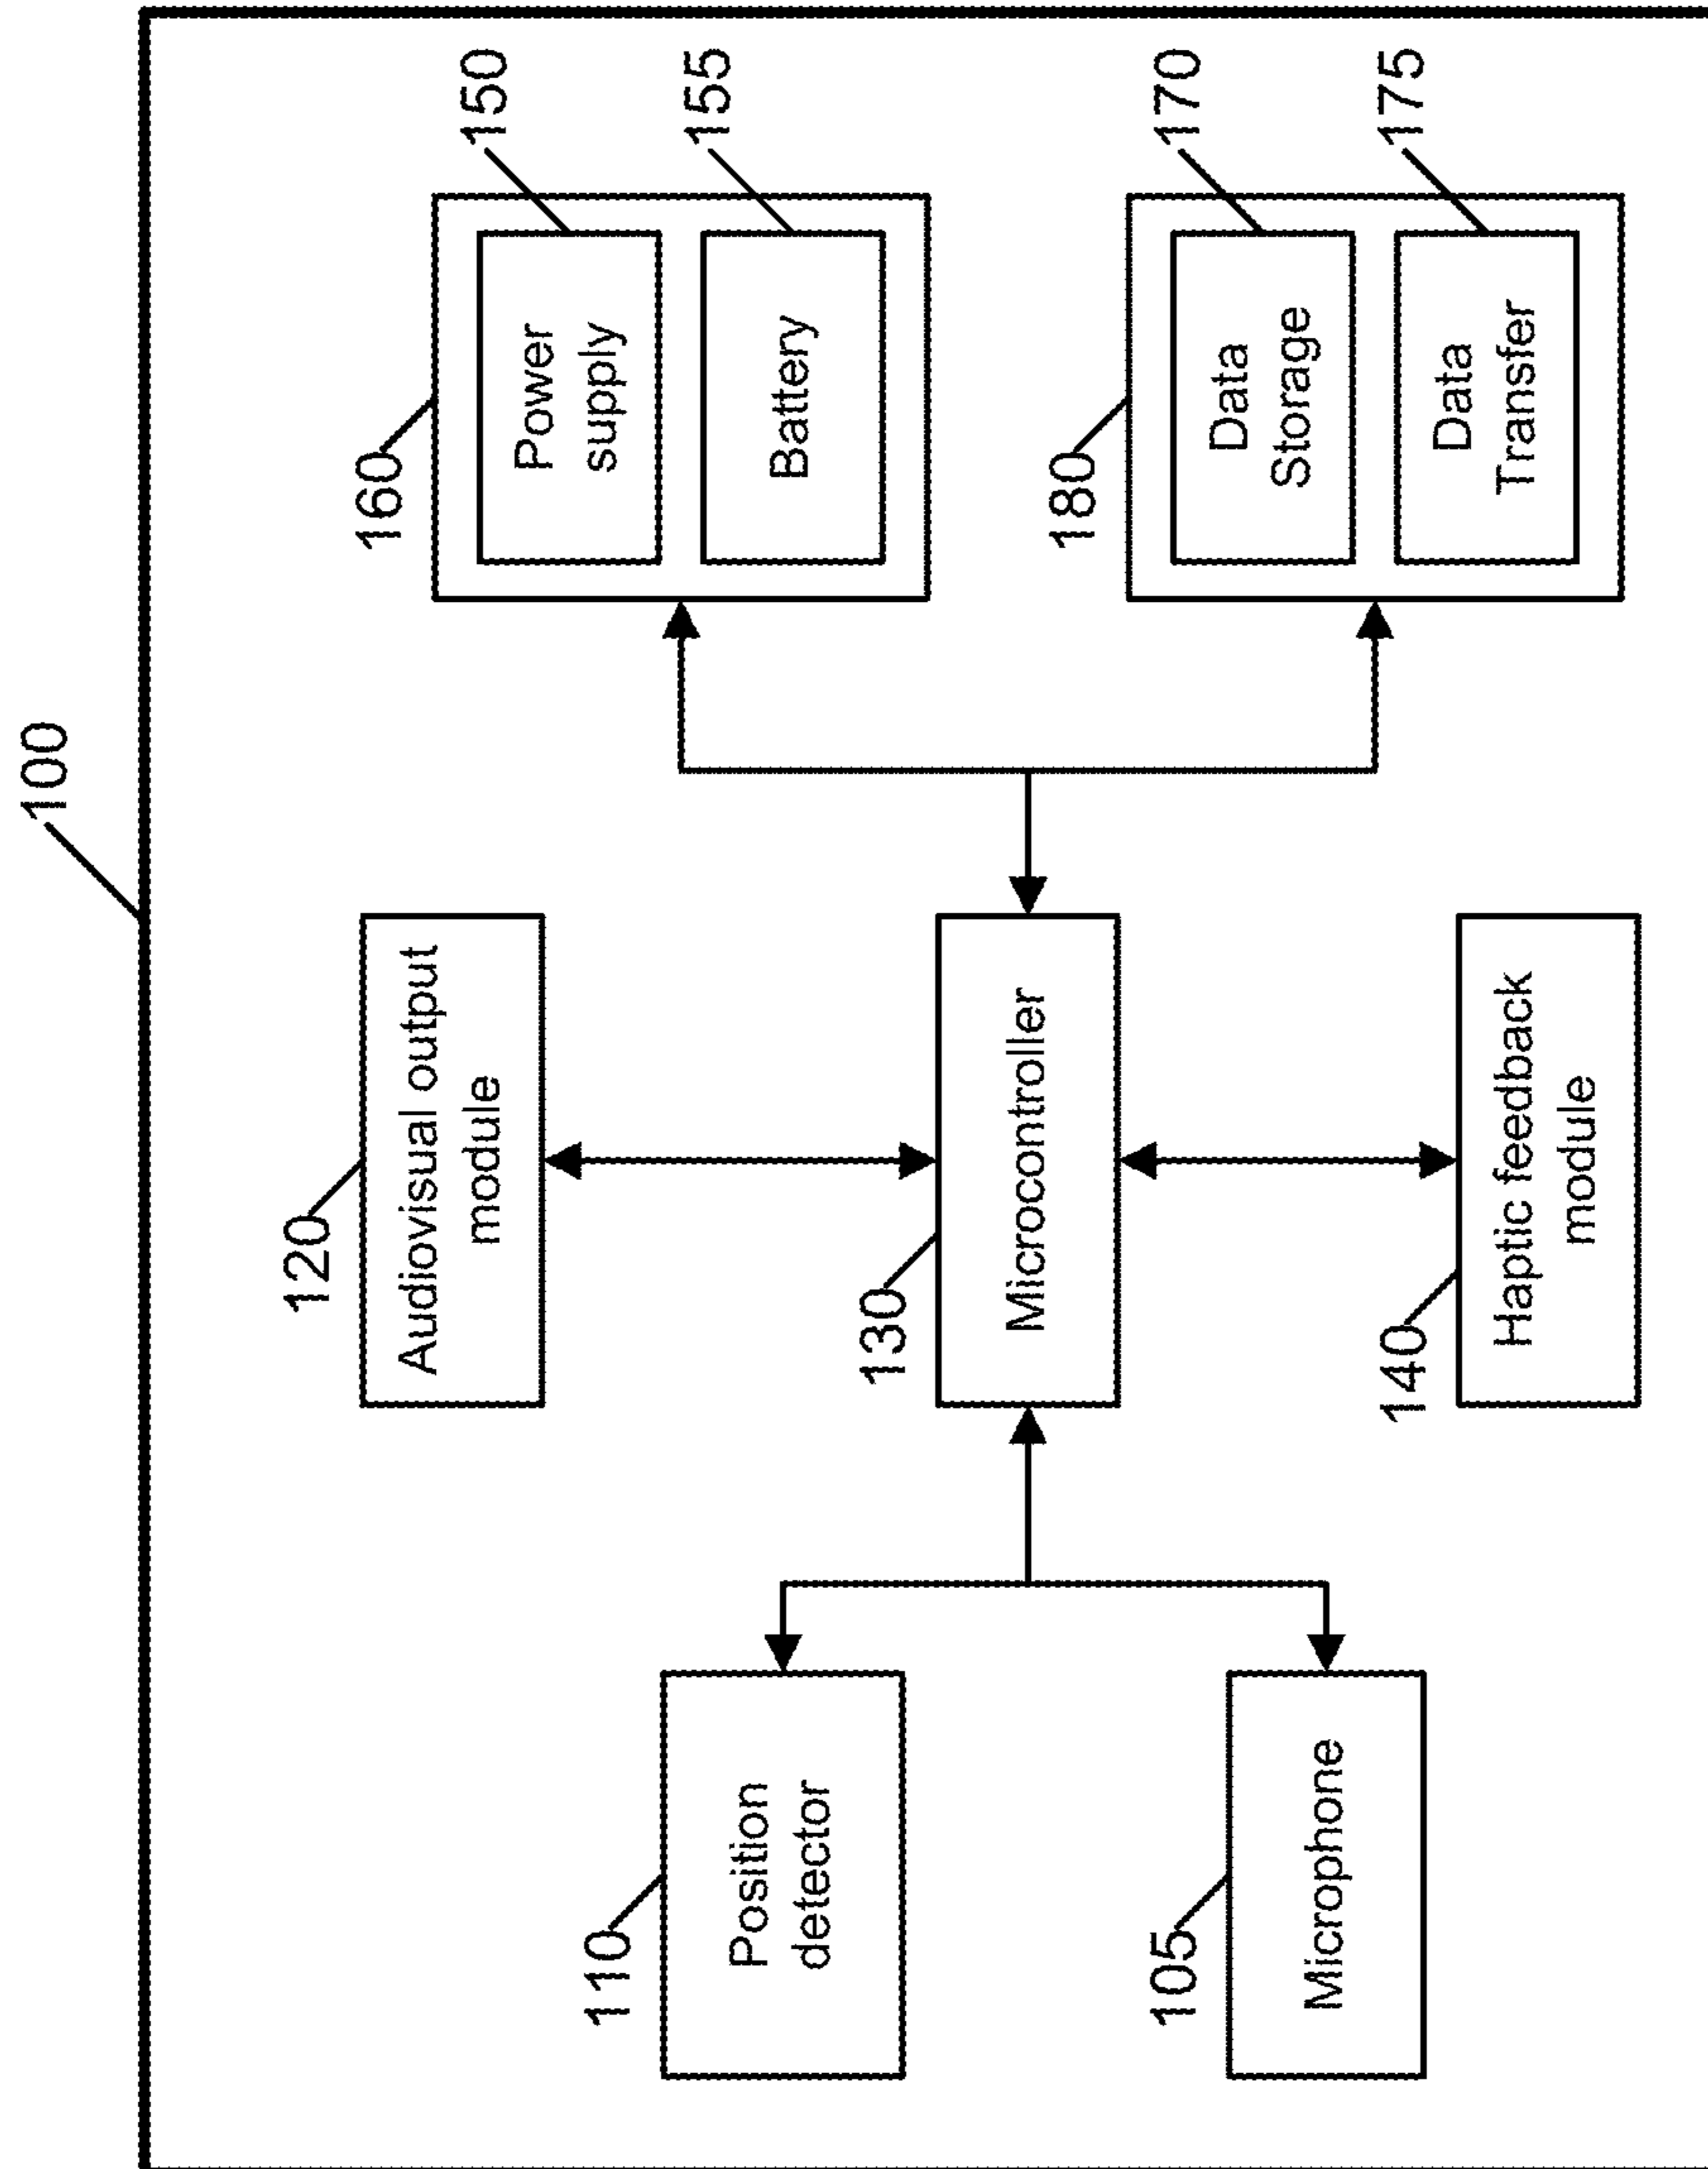 100
120
Audiovisual output
module
160
150
Power
supply
155
Battery
110
Position
detector
130
Microcontroller
180
170
Data
Storage
175
Data
Transfer
105
Microphone
140
Haptic feedback
module